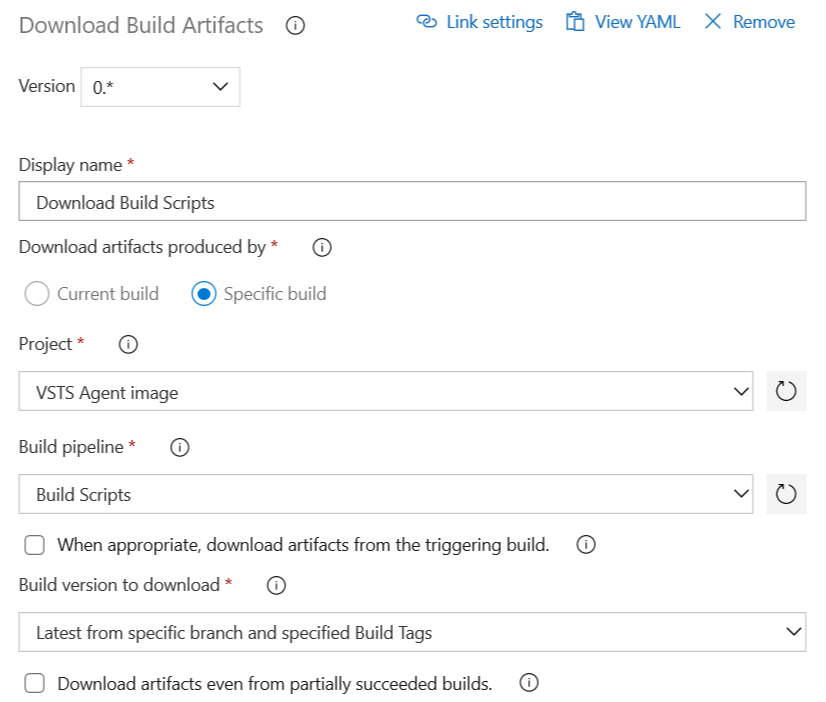 Download Build Artifacts
Link settings View YAML Remove
Version 0.*
Display name *
Download Build Scripts
Download artifacts produced by *
Current build Specific build
Project *
VSTS Agent image
Build pipeline *
Build Scripts
When appropriate, download artifacts from the triggering build.
Build version to download *
Latest from specific branch and specified Build Tags
Download artifacts even from partially succeeded builds.